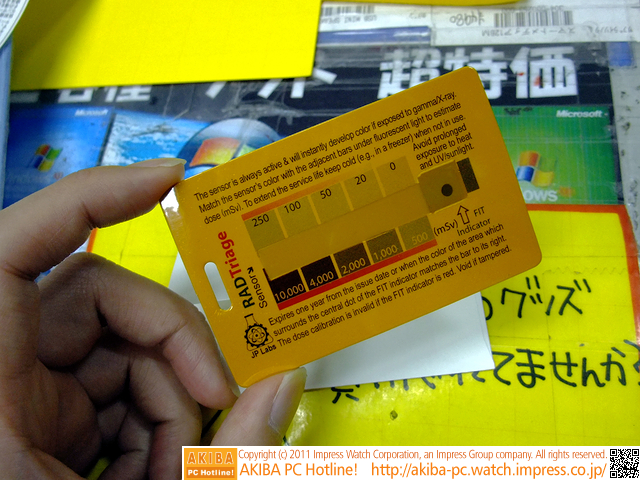 超特価
Microsoft
Microsoft
The sensor is always active & will instantly develop color if exposed to gamma/X-ray.
Match the sensor's color with the adjacent bars under fluorescent light to estimate
dose (mSv). To extend the service life keep cold (e.g., in a freezer) when not in use.
Avoid prolonged
exposure to heat
and UV/sunlight.
250 100 50 20 0
RADTriage
Sensors
10,000 4,000 2,000 1,000 500 (mSv)
FIT
Indicator
Expires one year from the issue date or when the color of the area which
surrounds the central dot of the FIT indicator matches the bar to its right.
The dose calibration is invalid if the FIT indicator is red. Void if tampered.
JP Labs
のグッズ
てませんか
AKIBA
PC Hotline!
Copyright (c) 2011 Impress Watch Corporation, an Impress Group company. All rights reserved.
AKIBA PC Hotline! http://akiba-pc.watch.impress.co.jp/